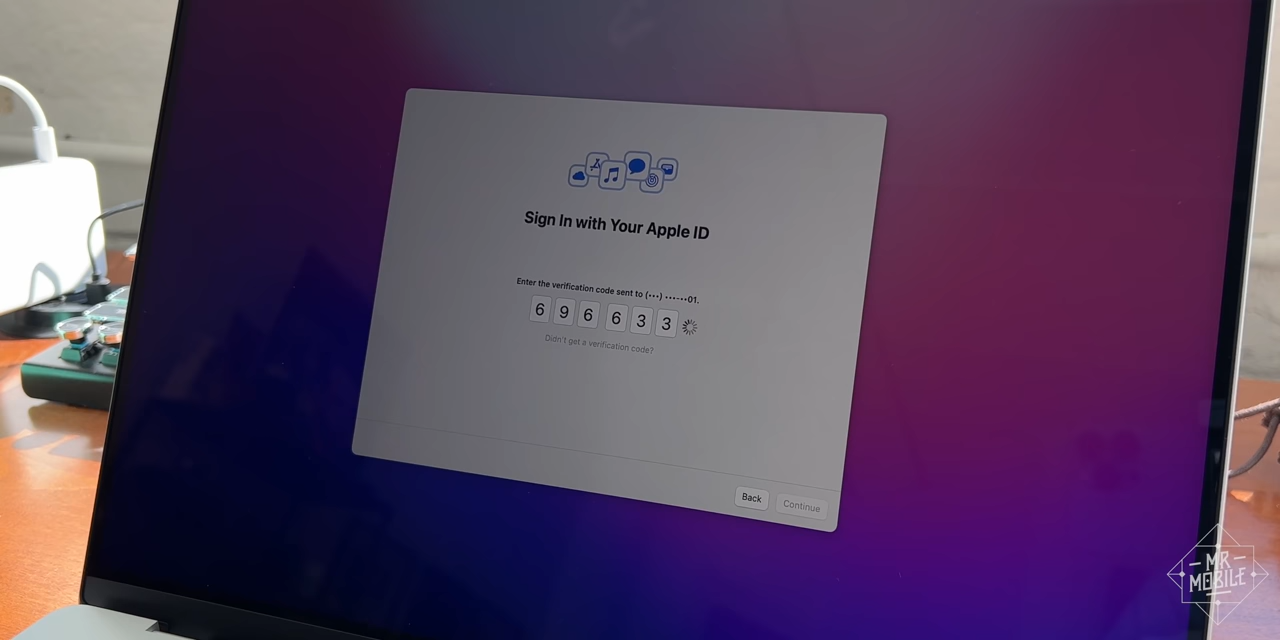 Sign In with Your Apple ID
Enter the verification code sent to (•••) •••-••01.
6 9 6 6 3 3
Didn't get a verification code?
Back
Continue
MR
MOBILE